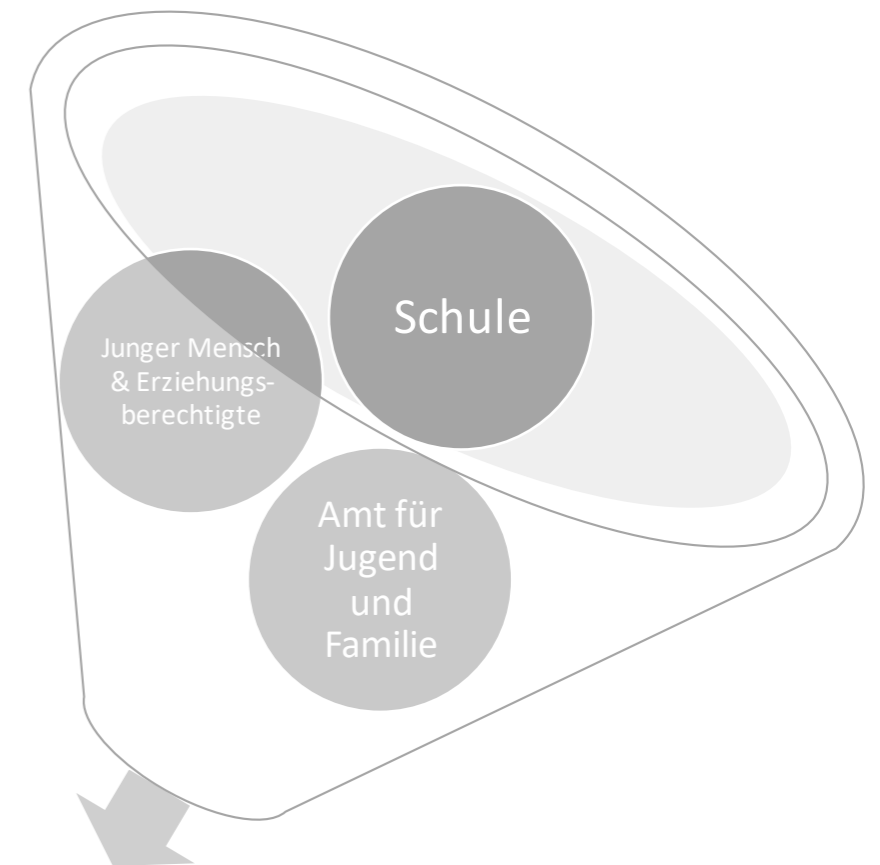 Schule
Junger Mensch
& Erziehungs-
berechtigte
Amt für
Jugend
und
Familie